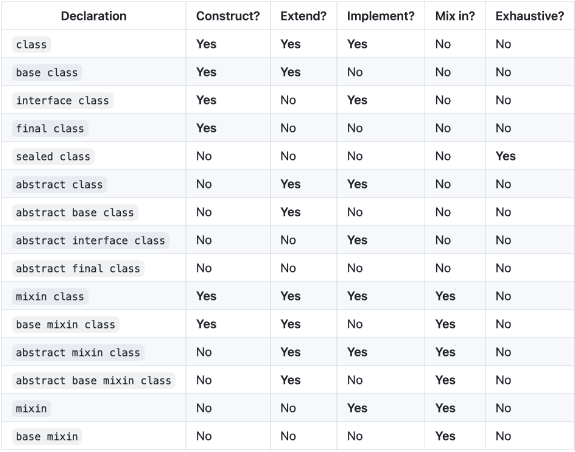 Declaration Construct? Extend? Implement? Mix in? Exhaustive?
class Yes Yes Yes No No
base class Yes Yes No No No
interface class Yes No Yes No No
final class Yes No No No No
sealed class No No No No Yes
abstract class No Yes Yes No No
abstract base class No Yes No No No
abstract interface class No No Yes No No
abstract final class No No No No No
mixin class Yes Yes Yes Yes No
base mixin class Yes Yes No Yes No
abstract mixin class No Yes Yes Yes No
abstract base mixin class No Yes No Yes No
mixin No No Yes Yes No
base mixin No No No Yes No